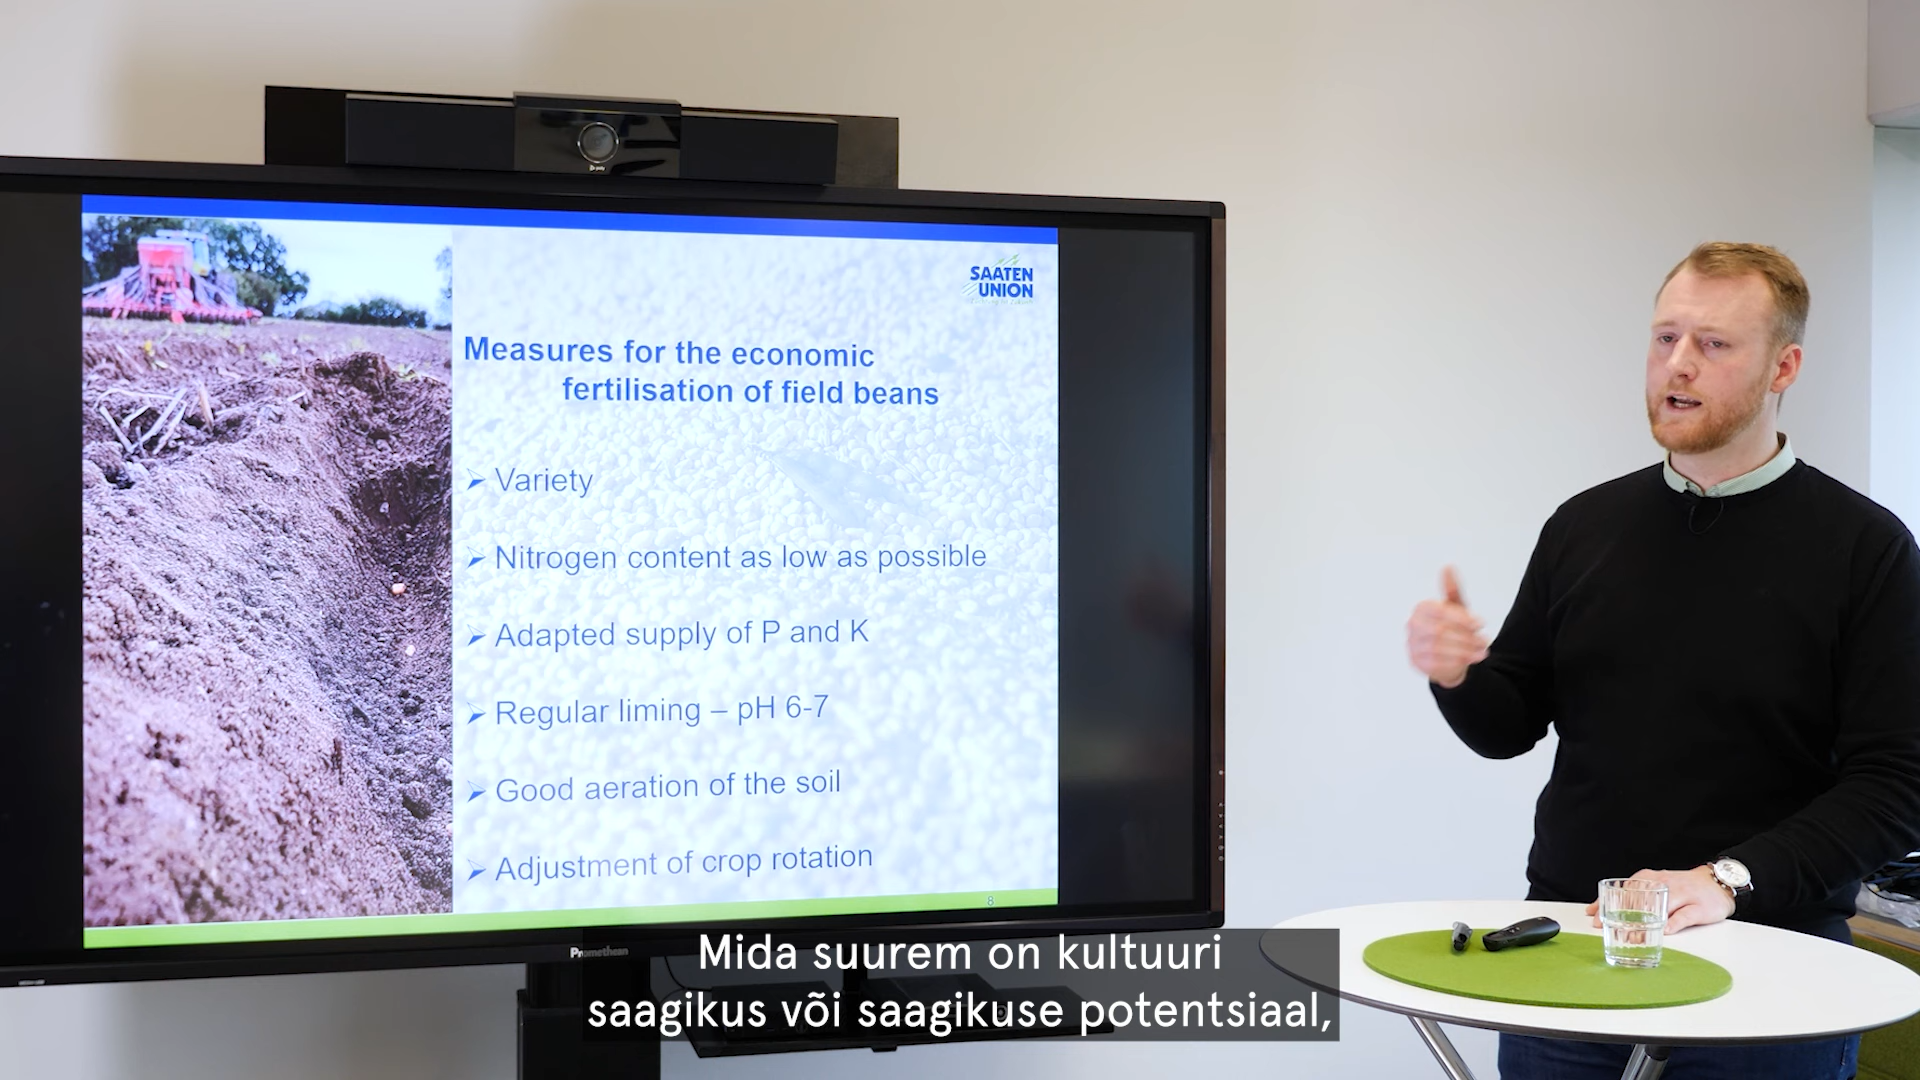 poly
SAATEN
UNION
Measures for the economic
fertilisation of field beans
➢ Variety
➢ Nitrogen content as low as possible
➢ Adapted supply of P and K
➢ Regular liming – pH 6-7
➢ Good aeration of the soil
➢ Adjustment of crop rotation
8
Promethean
Mida suurem on kultuuri
saagikus või saagikuse potentsiaal,